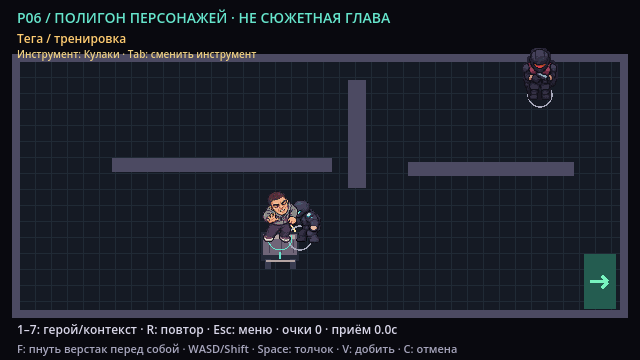 P06 / ПОЛИГОН ПЕРСОНАЖЕЙ · НЕ СЮЖЕТНАЯ ГЛАВА
Тега / тренировка
Инструмент: Кулаки · Tab: сменить инструмент
1–7: герой/контекст · R: повтор · Esc: меню · очки 0 · приём 0.0с
F: пнуть верстак перед собой · WASD/Shift · Space: толчок · V: добить · C: отмена